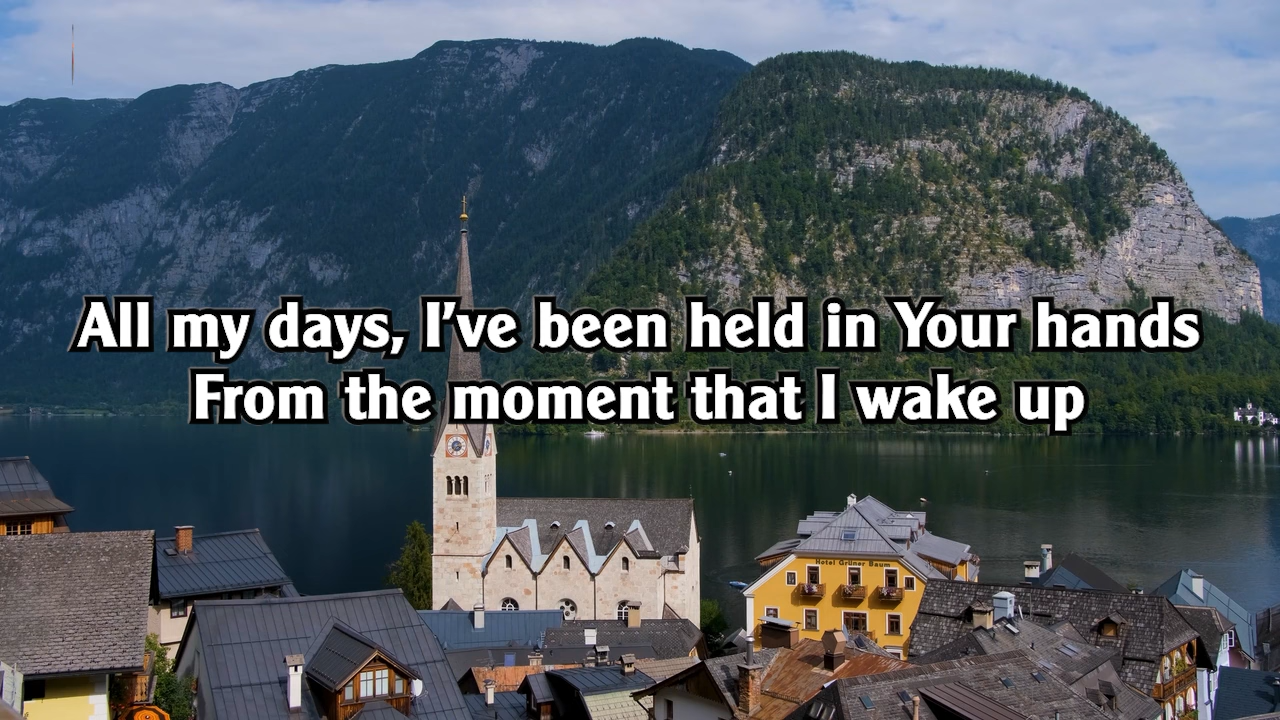 All my days, I’ve been held in Your hands
From the moment that I wake up
Hotel Grüner Baum